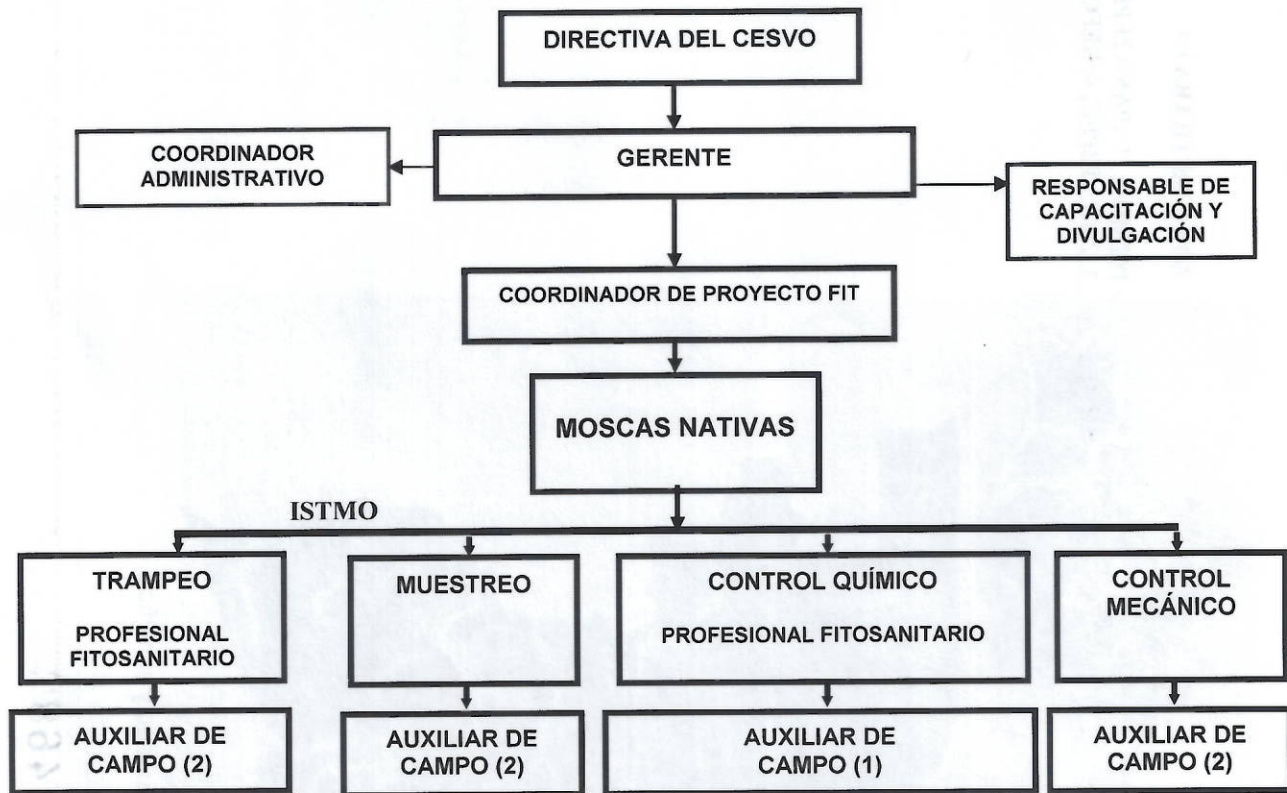 DIRECTIVA DEL CESVO
GERENTE
COORDINADOR
ADMINISTRATIVO
RESPONSABLE DE
CAPACITACIÓN Y
DIVULGACIÓN
COORDINADOR DE PROYECTO FIT
MOSCAS NATIVAS
ISTMO
TRAMPEO
PROFESIONAL
FITOSANITARIO
MUESTREO
CONTROL QUÍMICO
PROFESIONAL FITOSANITARIO
CONTROL
MECÁNICO
AUXILIAR DE
CAMPO (2)
AUXILIAR DE
CAMPO (2)
AUXILIAR DE
CAMPO (1)
AUXILIAR DE
CAMPO (2)